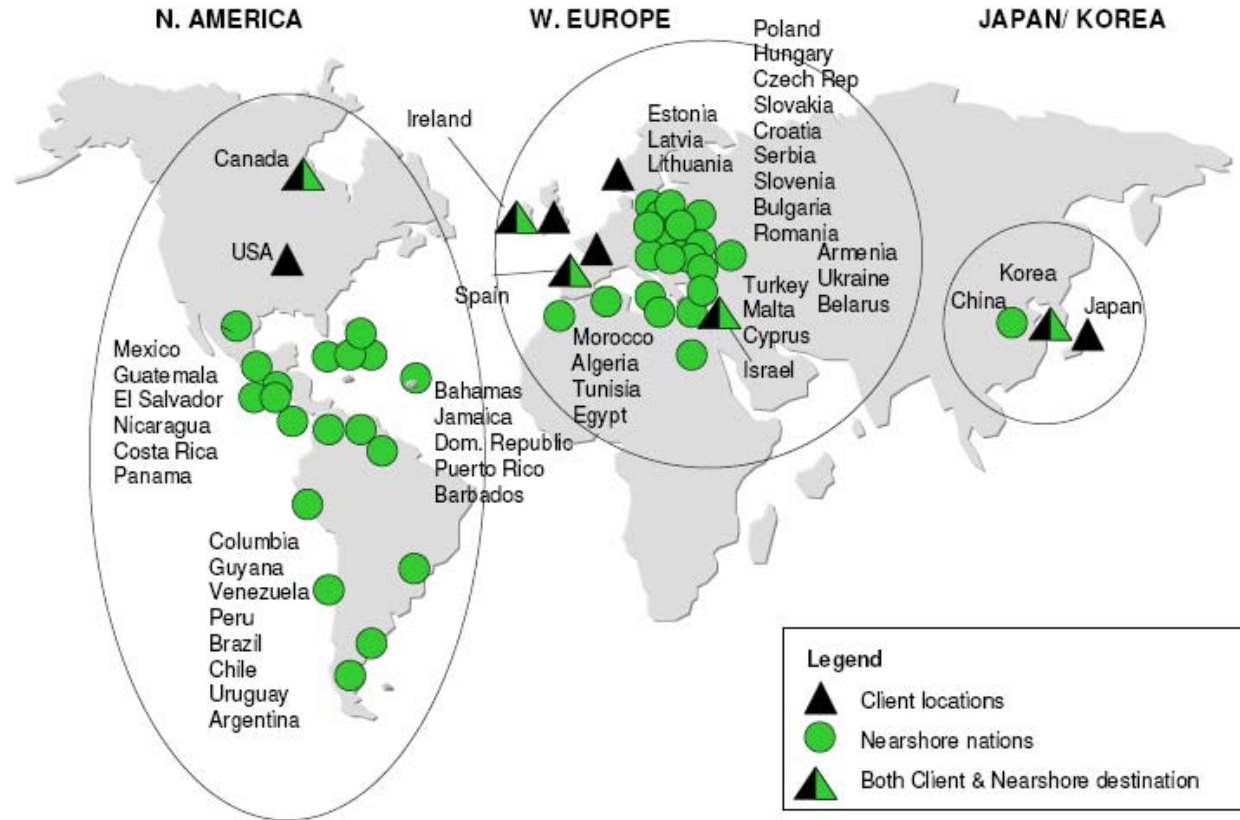 N. AMERICA
W. EUROPE
JAPAN/ KOREA
Canada
USA
Mexico
Guatemala
El Salvador
Nicaragua
Costa Rica
Panama
Bahamas
Jamaica
Dom. Republic
Puerto Rico
Barbados
Columbia
Guyana
Venezuela
Peru
Brazil
Chile
Uruguay
Argentina
Ireland
Spain
Estonia
Latvia
Lithuania
Poland
Hungary
Czech Rep
Slovakia
Croatia
Serbia
Slovenia
Bulgaria
Romania
Armenia
Ukraine
Belarus
Turkey
Malta
Cyprus
Israel
Morocco
Algeria
Tunisia
Egypt
Korea
China
Japan
Legend
Client locations
Nearshore nations
Both Client & Nearshore destination